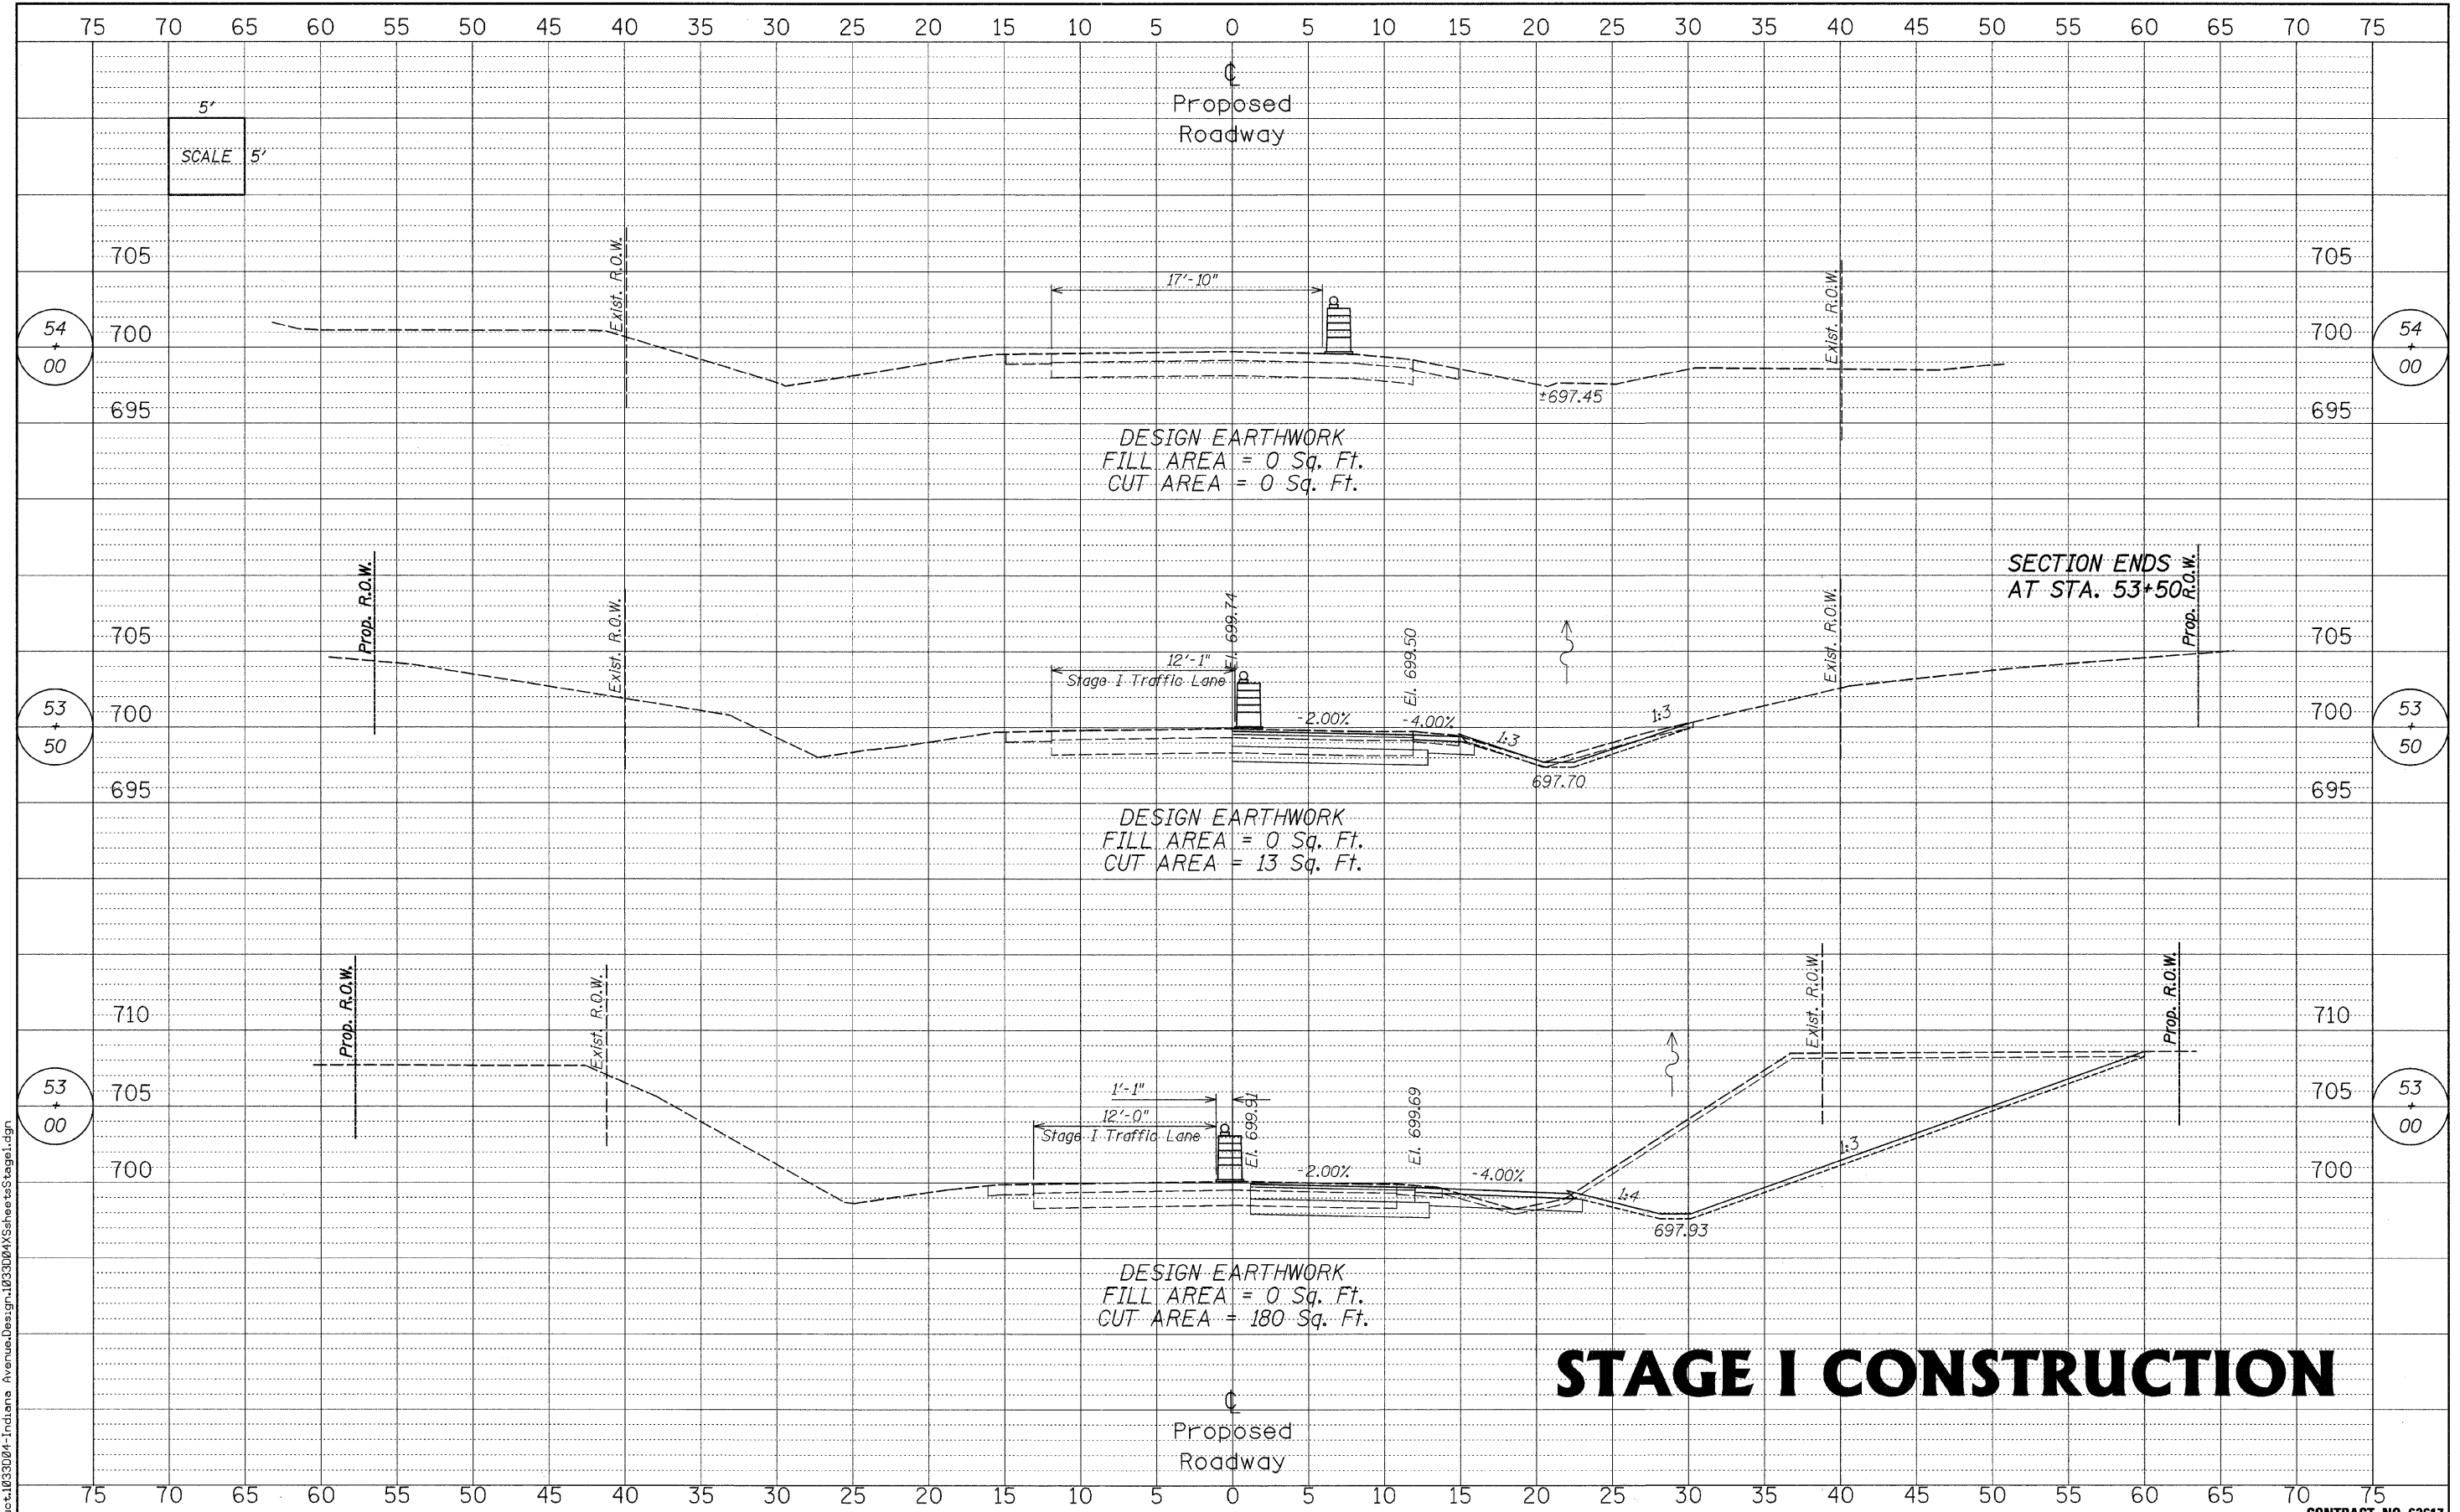 75 70 65 60 55 50 45 40 35 30 25 20 15 10 5 0 5 10 15 20 25 30 35 40 45 50 55 60 65 70 75
℄
Proposed
Roadway
5'
SCALE 5'
54
+
00
705
700
695
Exist. R.O.W.
17'-10"
±697.45
Exist. R.O.W.
705
700
695
54
+
00
DESIGN EARTHWORK
FILL AREA = 0 Sq. Ft.
CUT AREA = 0 Sq. Ft.
SECTION ENDS
AT STA. 53+50
53
+
50
705
700
695
Prop. R.O.W.
Exist. R.O.W.
El. 699.74
12'-1"
Stage I Traffic Lane
El. 699.50
-2.00%
-4.00%
1:3
1:3
697.70
Exist. R.O.W.
Prop. R.O.W.
705
700
695
53
+
50
DESIGN EARTHWORK
FILL AREA = 0 Sq. Ft.
CUT AREA = 13 Sq. Ft.
53
+
00
710
705
700
Prop. R.O.W.
Exist. R.O.W.
1'-1"
12'-0"
Stage I Traffic Lane
El. 699.91
El. 699.69
-2.00%
-4.00%
1:4
1:3
697.93
Exist. R.O.W.
Prop. R.O.W.
710
705
700
53
+
00
DESIGN EARTHWORK
FILL AREA = 0 Sq. Ft.
CUT AREA = 180 Sq. Ft.
STAGE I CONSTRUCTION
℄
Proposed
Roadway
75 70 65 60 55 50 45 40 35 30 25 20 15 10 5 0 5 10 15 20 25 30 35 40 45 50 55 60 65 70 75
Avenue.Design.1033D04XSsheetsStage1.dgn